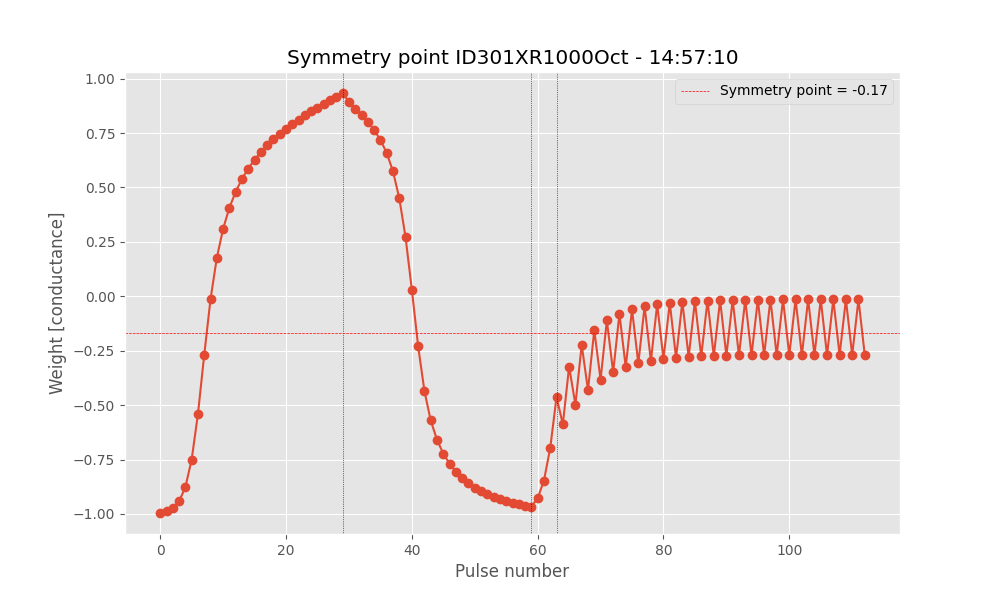 Symmetry point ID301XR1000Oct - 14:57:10
Symmetry point = -0.17
Weight [conductance]
1.00
0.75
0.50
0.25
0.00
−0.25
−0.50
−0.75
−1.00
0 20 40 60 80 100
Pulse number